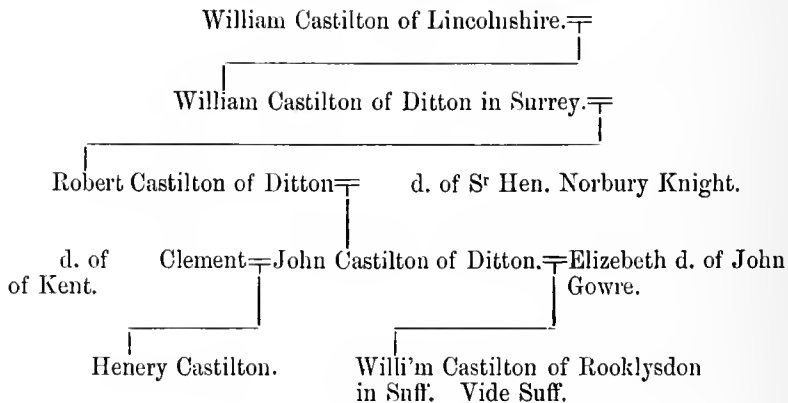 William Castilton of Lincolnshire.
William Castilton of Ditton in Surrey.
Robert Castilton of Ditton d. of Sʳ Hen. Norbury Knight.
d. of Clement John Castilton of Ditton. Elizebeth d. of John
of Kent. Gowre.
Henery Castilton. Willi'm Castilton of Rooklysdon
in Suff. Vide Suff.